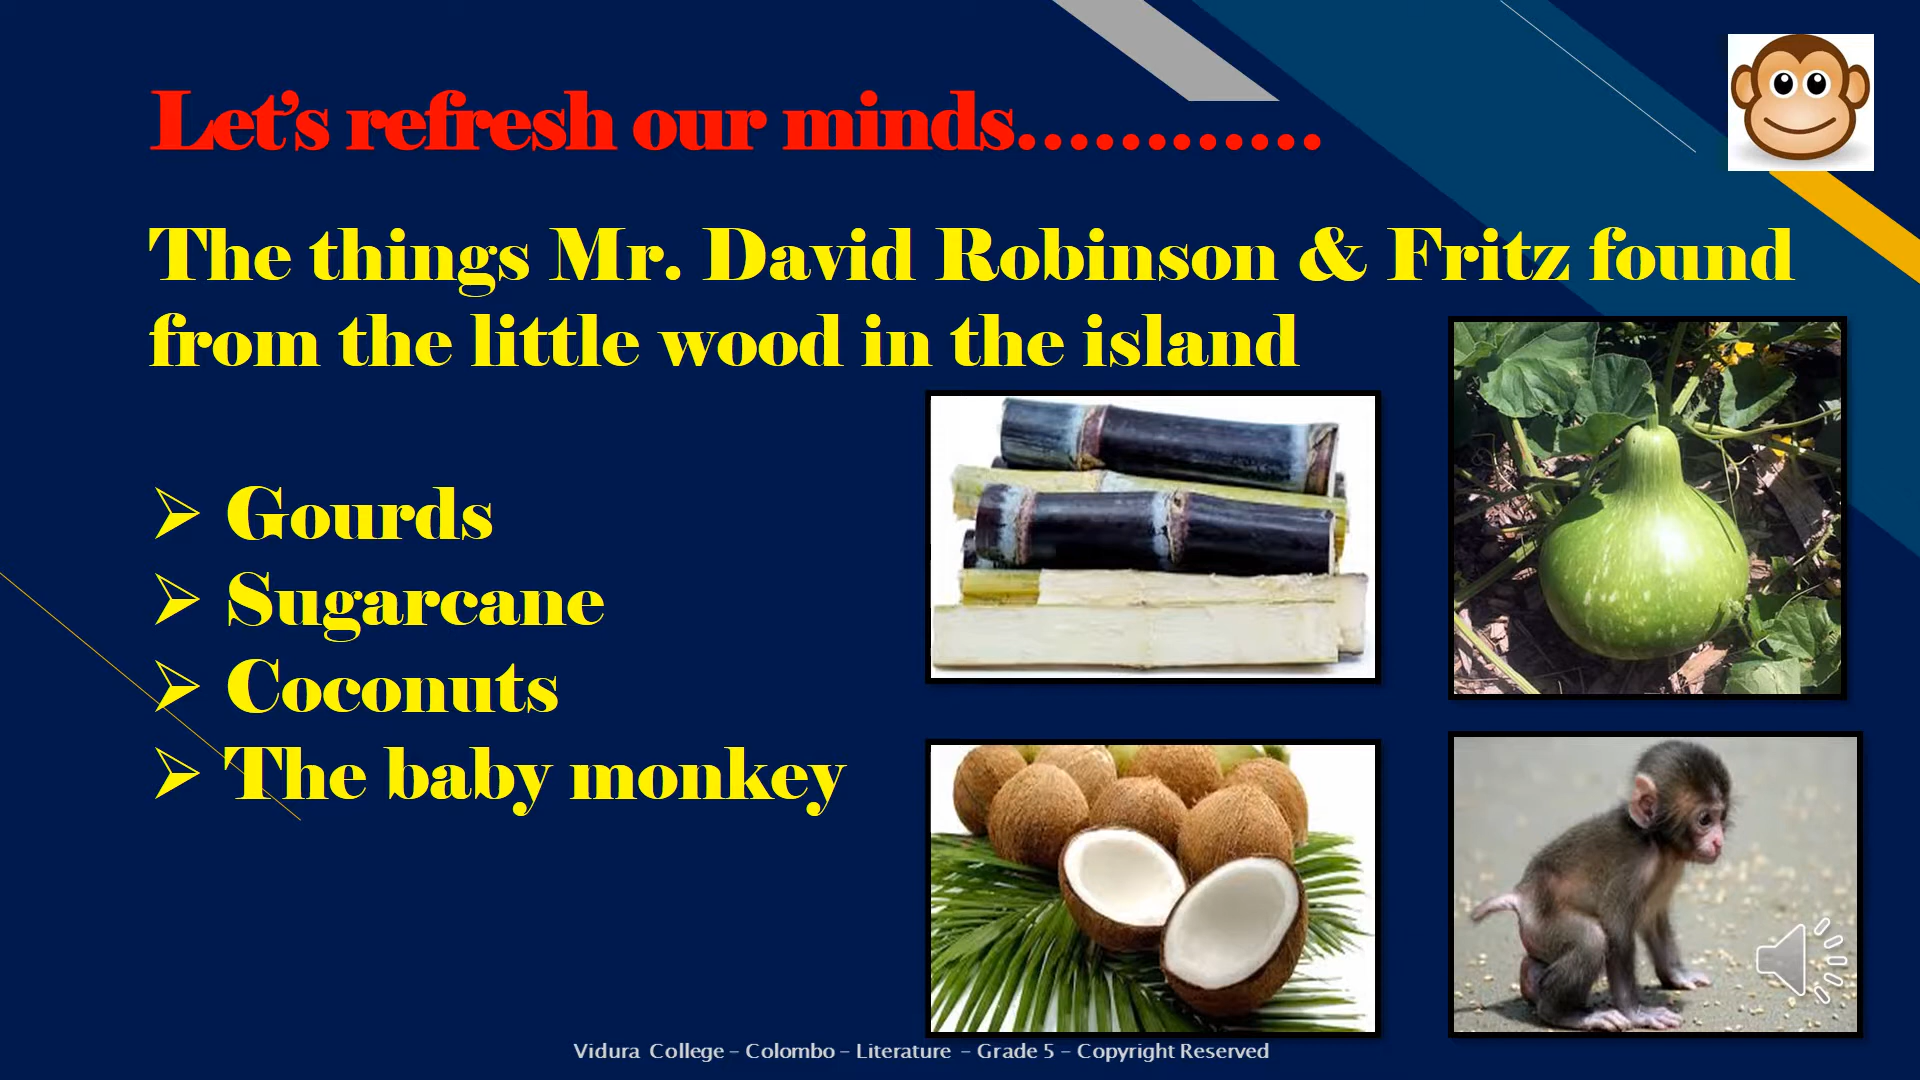 Let’s refresh our minds…………
The things Mr. David Robinson & Fritz found
from the little wood in the island
➢ Gourds
➢ Sugarcane
➢ Coconuts
➢ The baby monkey
Vidura College – Colombo – Literature – Grade 5 – Copyright Reserved